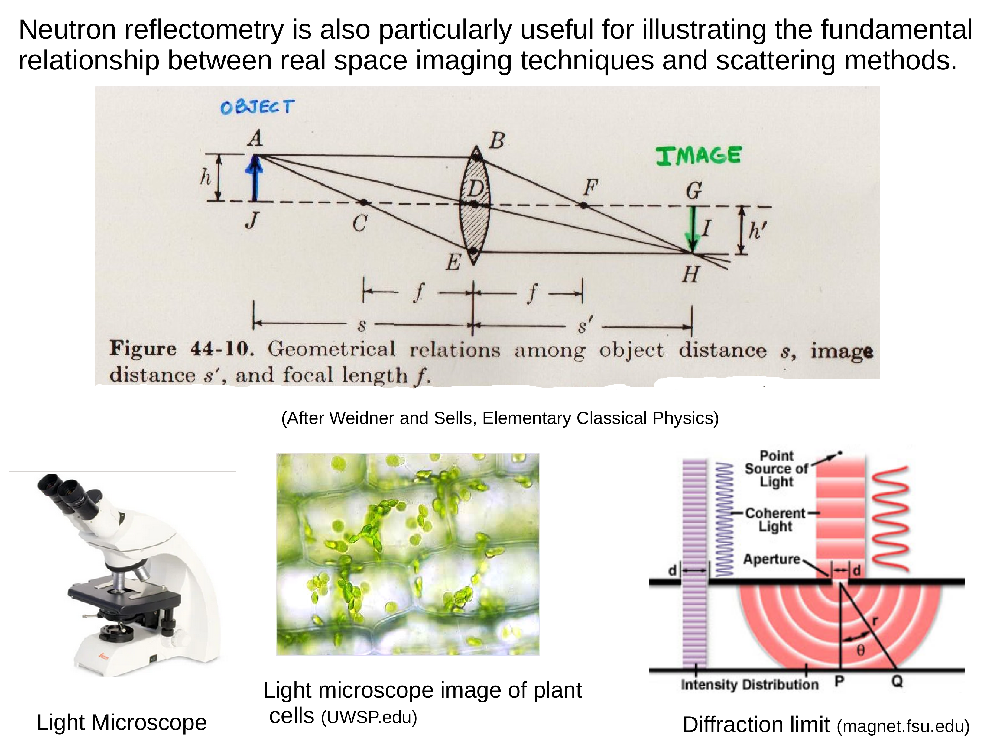 Neutron reflectometry is also particularly useful for illustrating the fundamental
relationship between real space imaging techniques and scattering methods.
OBJECT
A
B
IMAGE
h
D
F
G
J
C
I
h′
E
H
f
f
s
s′
Figure 44-10. Geometrical relations among object distance s, image
distance s′, and focal length f.
(After Weidner and Sells, Elementary Classical Physics)
Point
Source of
Light
Coherent
Light
Aperture
d
d
r
θ
Intensity Distribution
P
Q
Leica
Light microscope image of plant
cells (UWSP.edu)
Light Microscope
Diffraction limit (magnet.fsu.edu)